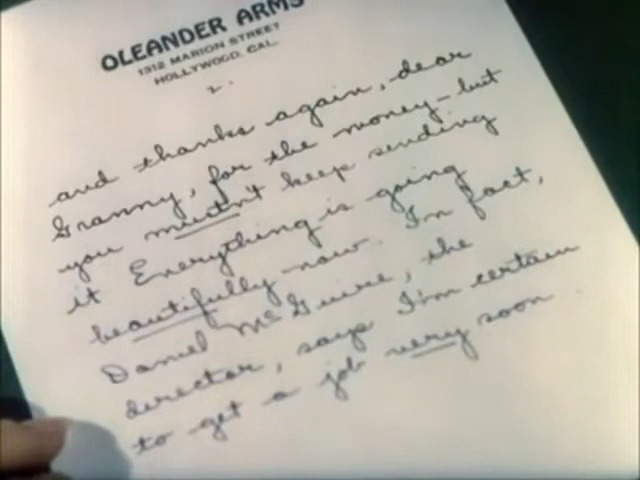 OLEANDER ARMS
1312 MARION STREET
HOLLYWOOD, CAL.
2.
and thanks again, dear
Granny, for the money - but
you mustn't keep sending
it Everything is going
beautifully now. In fact,
Daniel McGuire, the
director, says I'm certain
to get a job very soon